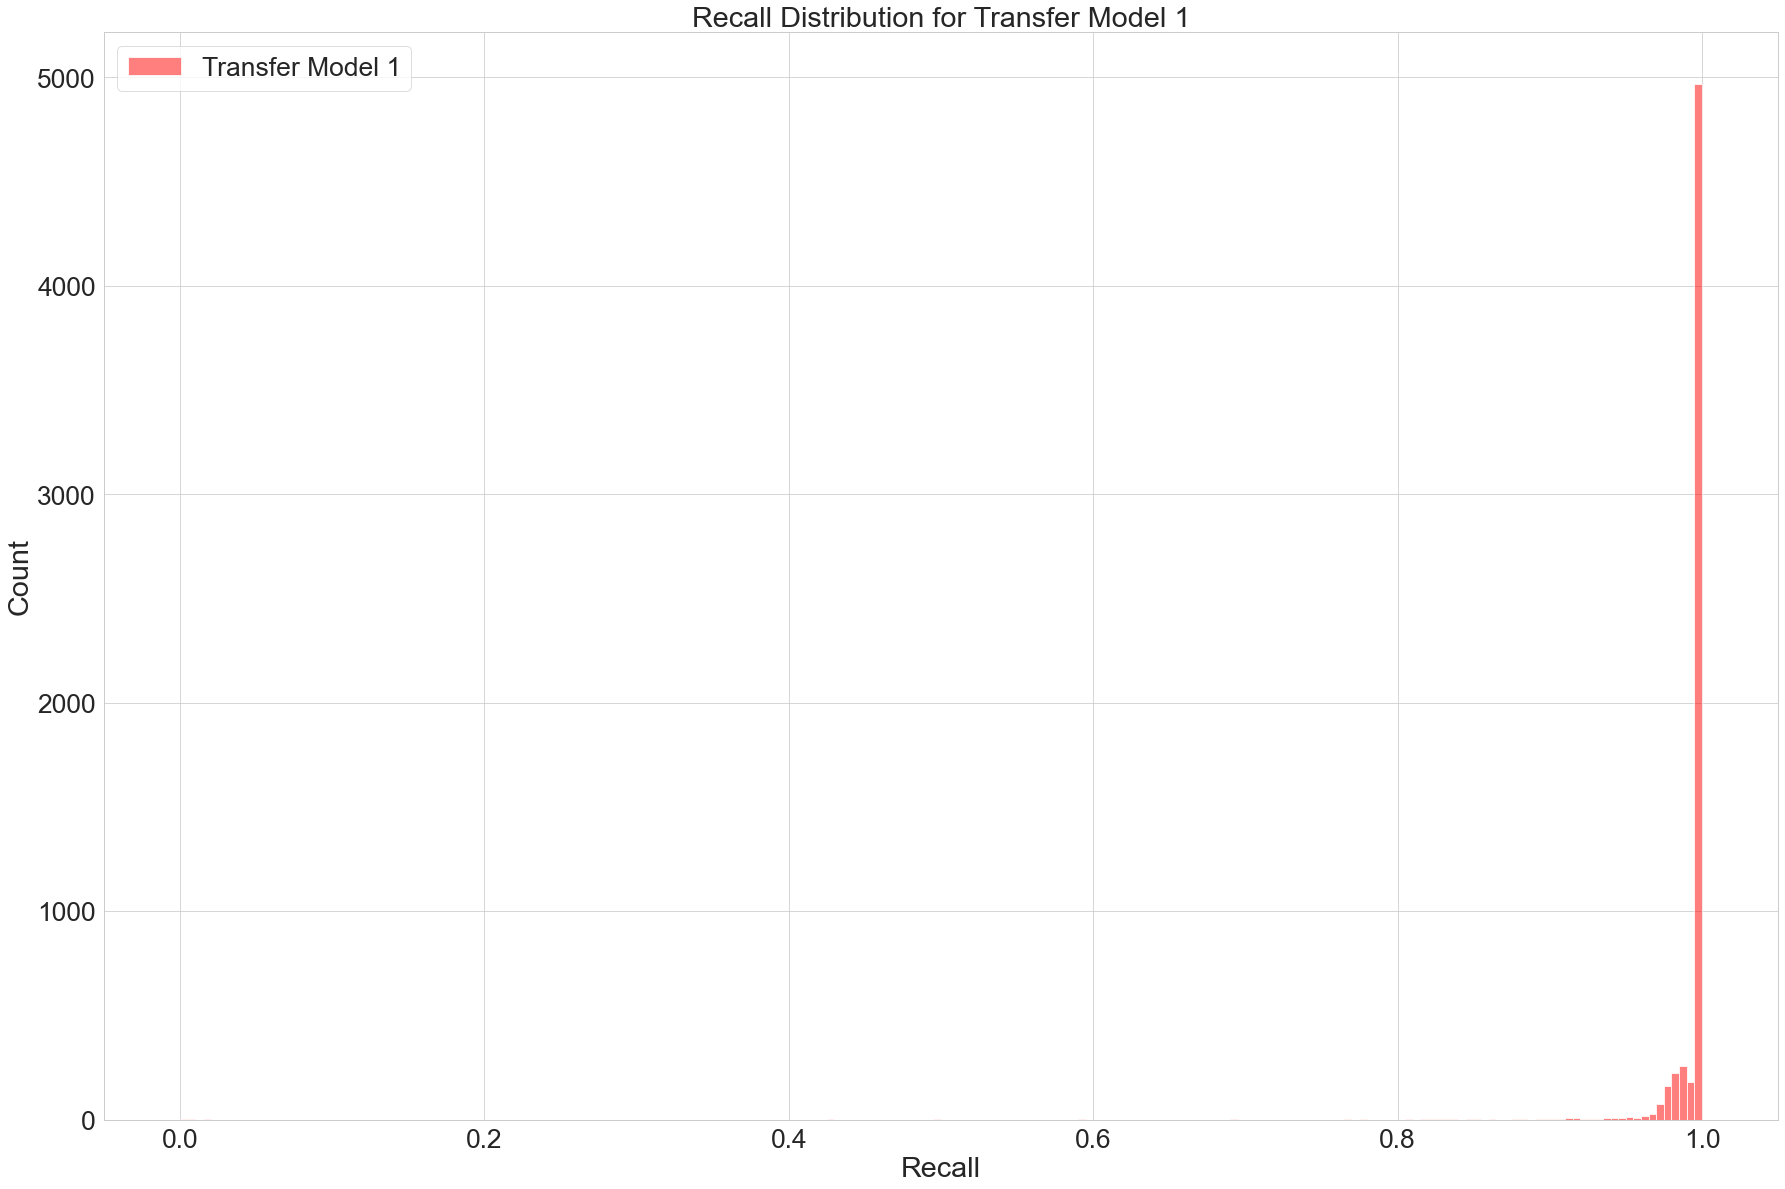 Recall Distribution for Transfer Model 1
Transfer Model 1
5000
4000
3000
2000
1000
0
Count
0.0 0.2 0.4 0.6 0.8 1.0
Recall